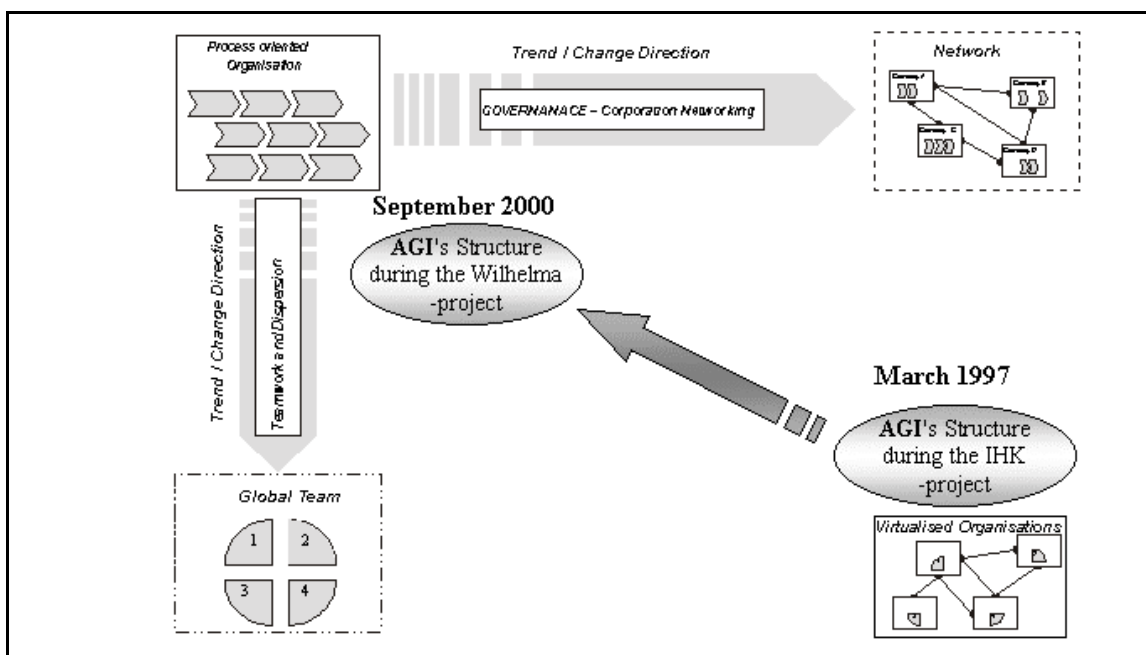 Process oriented
Organisation
Trend / Change Direction
GOVERNANACE – Corporation Networking
Network
Trend / Change Direction
Teamwork and Dispersion
September 2000
AGI's Structure
during the Wilhelma
-project
March 1997
AGI's Structure
during the IHK
-project
Global Team
1
2
3
4
Virtualised Organisations